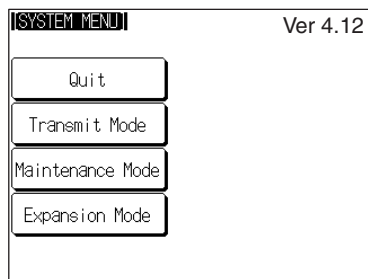 [SYSTEM MENU]
Ver 4.12
Quit
Transmit Mode
Maintenance Mode
Expansion Mode